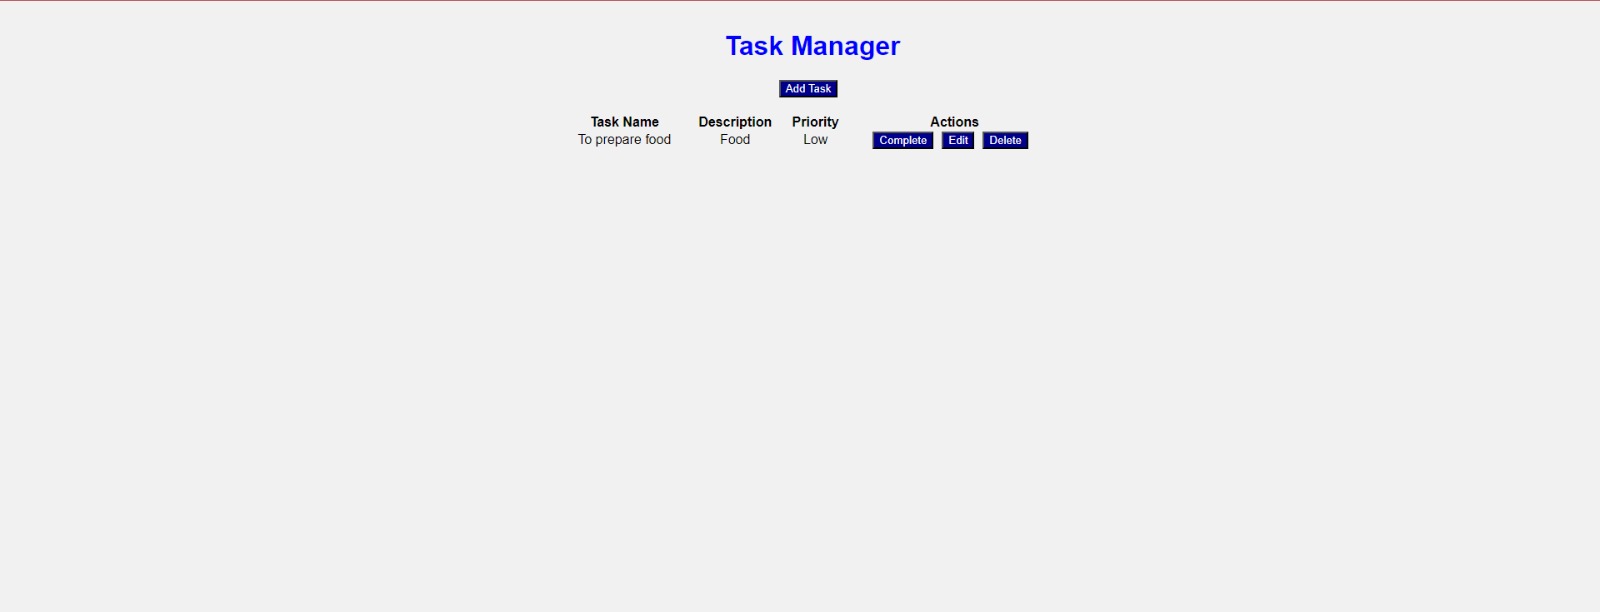 Task Manager
Add Task
Task Name Description Priority Actions
To prepare food Food Low Complete Edit Delete